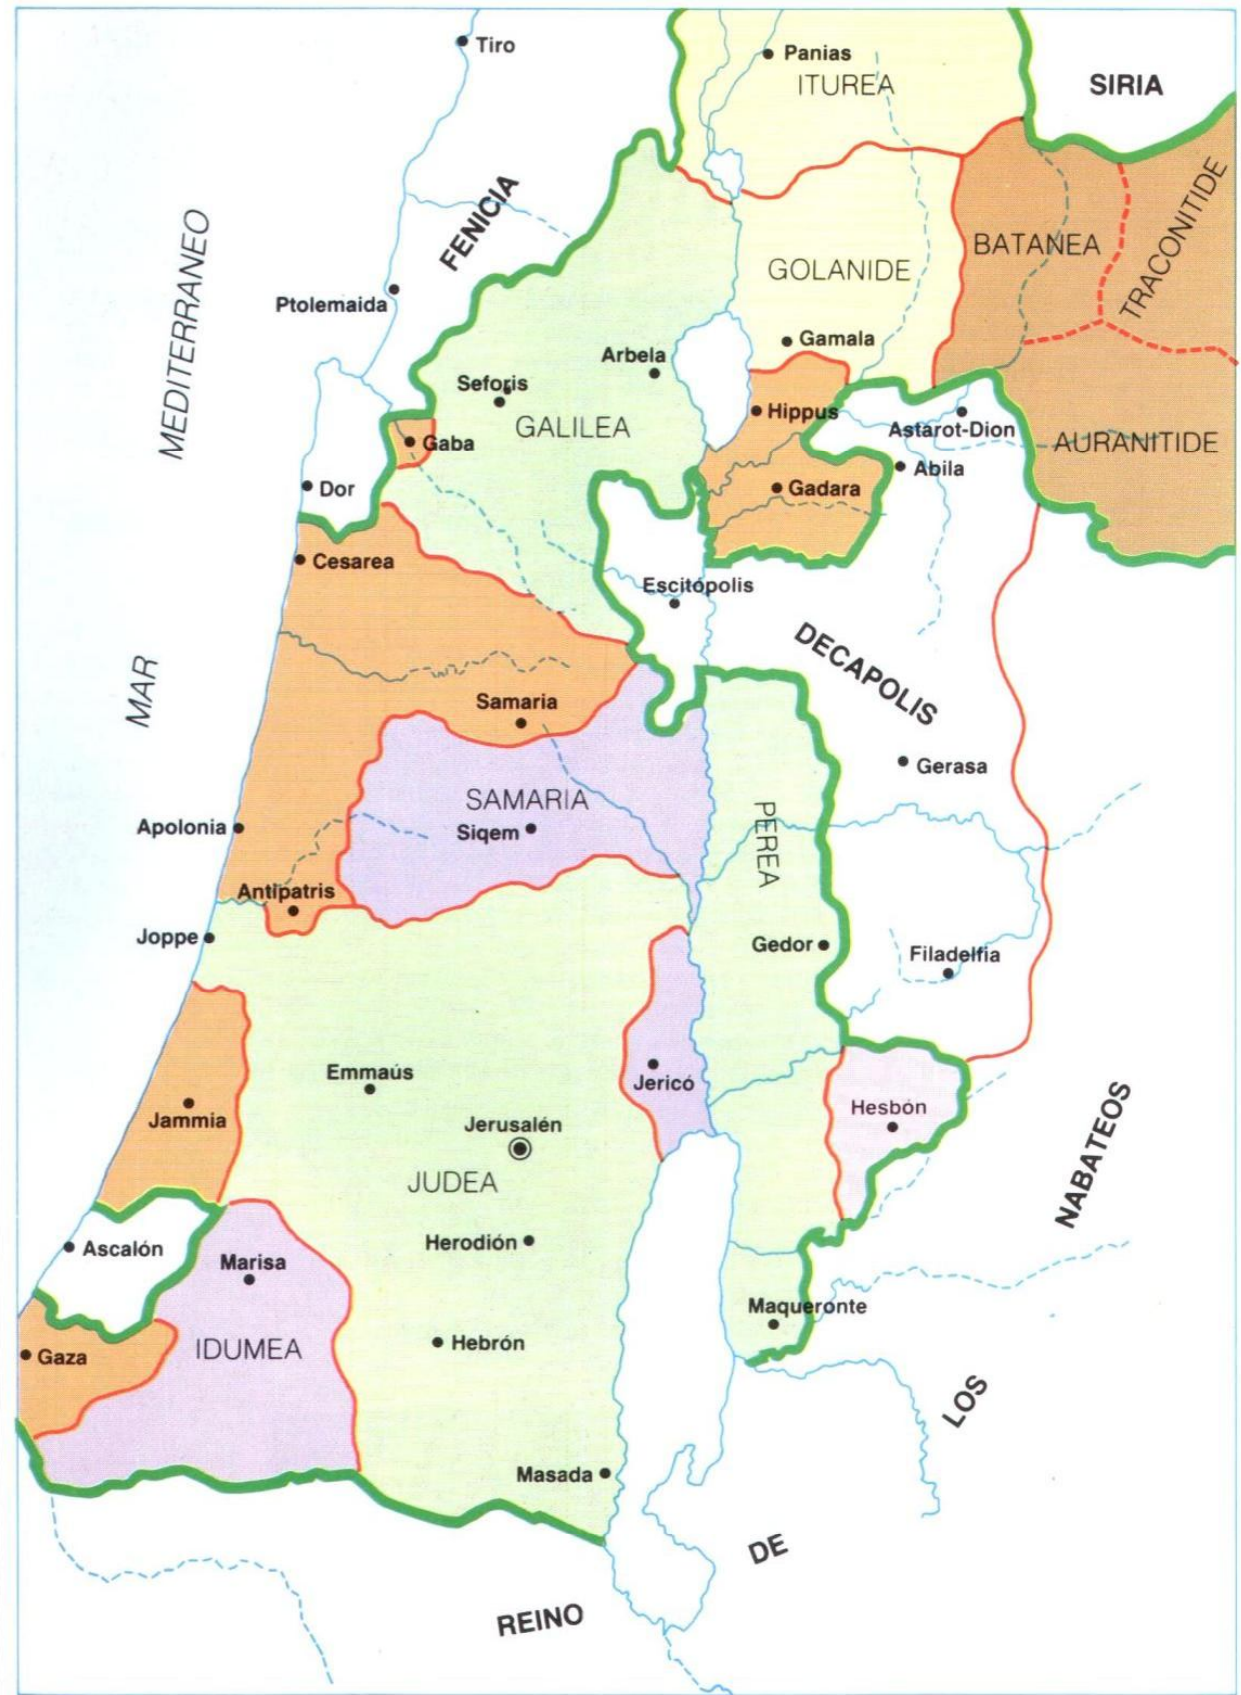 Tiro
Panias
ITUREA
SIRIA
FENICIA
MEDITERRANEO
BATANEA
TRACONITIDE
GOLANIDE
Ptolemaida
Gamala
Arbela
Seforis
Hippus
GALILEA
Astarot-Dion
Gaba
AURANITIDE
Abila
Dor
Gadara
Cesarea
Escitópolis
DECAPOLIS
MAR
Samaria
Gerasa
SAMARIA
Apolonia
Siqem
PEREA
Antipatris
Joppe
Gedor
Filadelfia
Emmaús
Jericó
Hesbón
Jammia
Jerusalén
NABATEOS
JUDEA
Ascalón
Herodión
Marisa
Maqueronte
Hebrón
IDUMEA
Gaza
LOS
Masada
DE
REINO